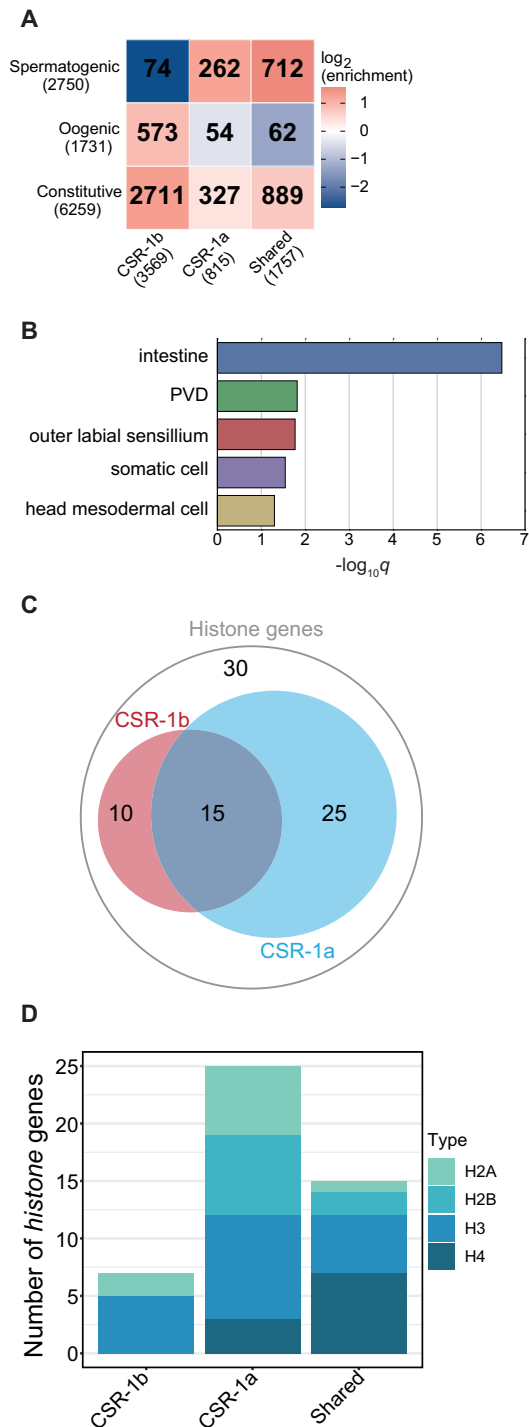 A
Spermatogenic
(2750)
74 262 712
Oogenic
(1731)
573 54 62
Constitutive
(6259)
2711 327 889
CSR-1b
(3569)
CSR-1a
(815)
Shared
(1757)
log2
(enrichment)
1
0
−1
−2
B
intestine
PVD
outer labial sensillium
somatic cell
head mesodermal cell
0 1 2 3 4 5 6 7
-log10q
C
Histone genes
30
CSR-1b
10 15 25
CSR-1a
D
Number of histone genes
25
20
15
10
5
0
CSR-1b
CSR-1a
Shared
Type
H2A
H2B
H3
H4